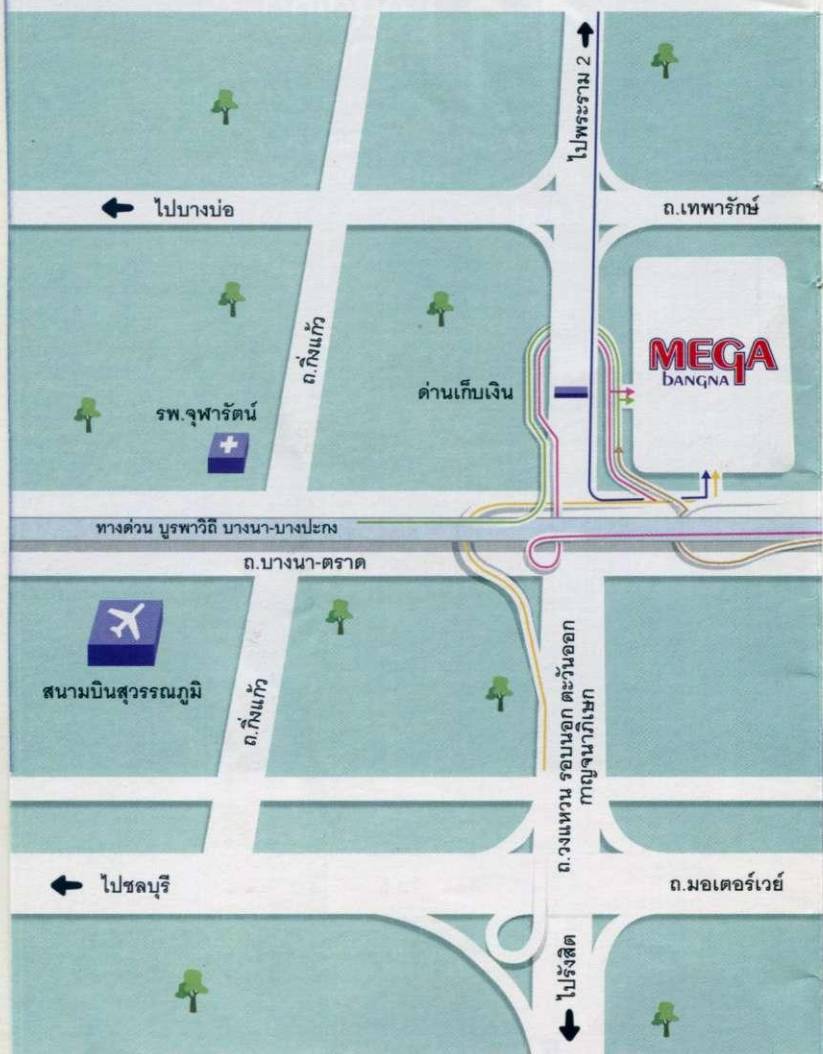 ไปพระราม 2
ไปบางบ่อ
ถ.เทพารักษ์
ถ.กิ่งแก้ว
MEGA
bANGNA
ด่านเก็บเงิน
รพ.จุฬารัตน์
ทางด่วน บูรพาวิถี บางนา-บางปะกง
ถ.บางนา-ตราด
สนามบินสุวรรณภูมิ
ถ.กิ่งแก้ว
ถ.วงแหวน รอบนอก ตะวันออก
กาญจนาภิเษก
ไปชลบุรี
ถ.มอเตอร์เวย์
ไปรังสิต